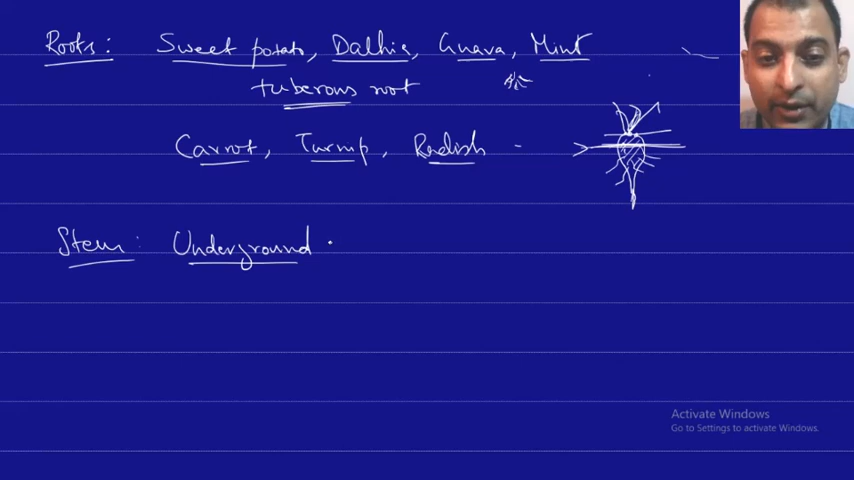 Roots: Sweet potato, Dalhia, Guava, Mint
tuberous root
Carrot, Turnip, Radish -
Stem: Underground
Activate Windows
Go to Settings to activate Windows.